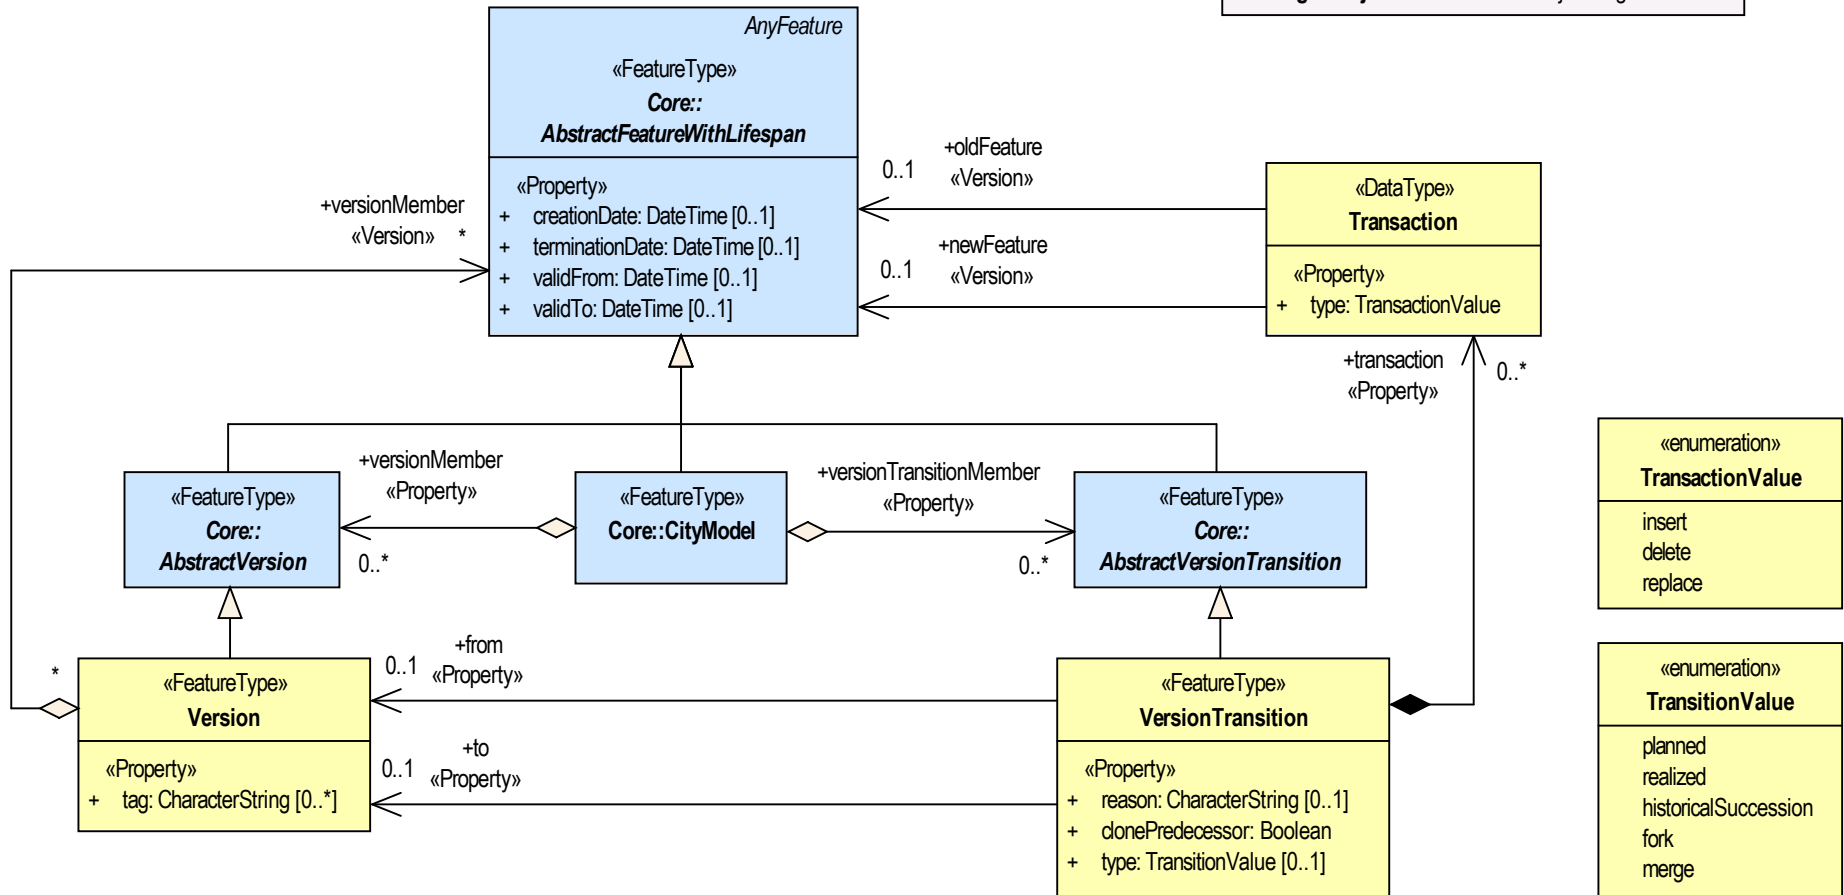 AnyFeature
«FeatureType»
Core::
AbstractFeatureWithLifespan
«Property»
+ creationDate: DateTime [0..1]
+ terminationDate: DateTime [0..1]
+ validFrom: DateTime [0..1]
+ validTo: DateTime [0..1]
+versionMember
«Version» *
+oldFeature
0..1 «Version»
+newFeature
0..1 «Version»
«DataType»
Transaction
«Property»
+ type: TransactionValue
+transaction
«Property» 0..*
«FeatureType»
Core::
AbstractVersion
+versionMember
«Property»
0..*
«FeatureType»
Core::CityModel
+versionTransitionMember
«Property»
0..*
«FeatureType»
Core::
AbstractVersionTransition
«enumeration»
TransactionValue
insert
delete
replace
*
«FeatureType»
Version
«Property»
+ tag: CharacterString [0..*]
+from
0..1 «Property»
+to
0..1 «Property»
«FeatureType»
VersionTransition
«Property»
+ reason: CharacterString [0..1]
+ clonePredecessor: Boolean
+ type: TransitionValue [0..1]
«enumeration»
TransitionValue
planned
realized
historicalSuccession
fork
merge